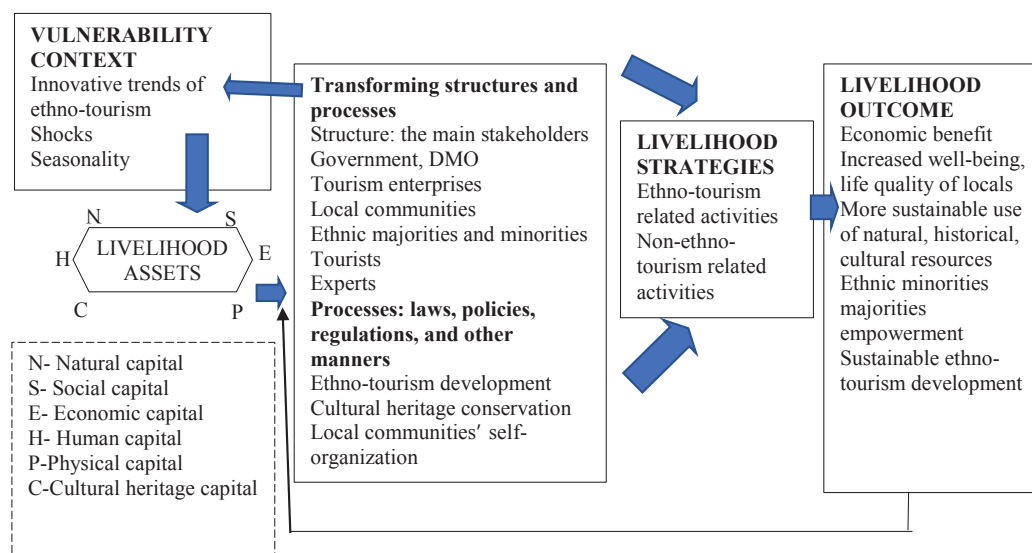 VULNERABILITY
CONTEXT
Innovative trends of
ethno-tourism
Shocks
Seasonality
N
S
H
LIVELIHOOD
ASSETS
E
C
P
N- Natural capital
S- Social capital
E- Economic capital
H- Human capital
P-Physical capital
C-Cultural heritage capital
Transforming structures and
processes
Structure: the main stakeholders
Government, DMO
Tourism enterprises
Local communities
Ethnic majorities and minorities
Tourists
Experts
Processes: laws, policies,
regulations, and other
manners
Ethno-tourism development
Cultural heritage conservation
Local communities' self-
organization
LIVELIHOOD
STRATEGIES
Ethno-tourism
related activities
Non-ethno-
tourism related
activities
LIVELIHOOD
OUTCOME
Economic benefit
Increased well-being,
life quality of locals
More sustainable use
of natural, historical,
cultural resources
Ethnic minorities
majorities
empowerment
Sustainable ethno-
tourism development